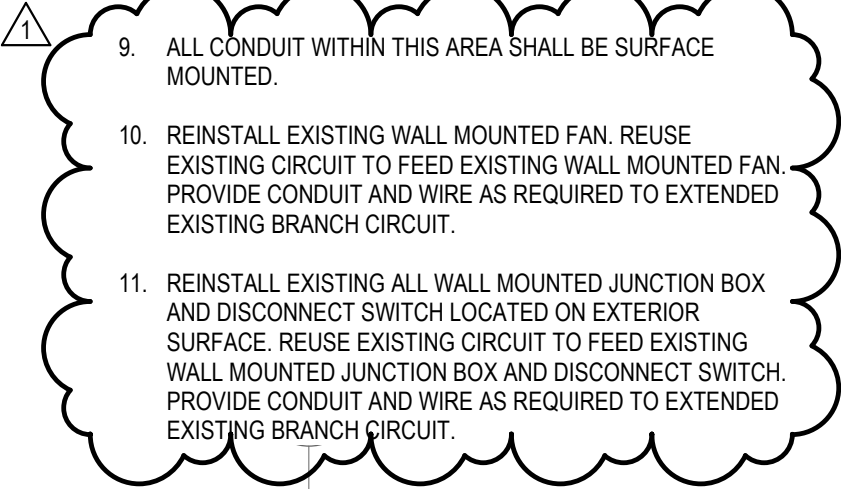 1
9. ALL CONDUIT WITHIN THIS AREA SHALL BE SURFACE
MOUNTED.
10. REINSTALL EXISTING WALL MOUNTED FAN. REUSE
EXISTING CIRCUIT TO FEED EXISTING WALL MOUNTED FAN.
PROVIDE CONDUIT AND WIRE AS REQUIRED TO EXTENDED
EXISTING BRANCH CIRCUIT.
11. REINSTALL EXISTING ALL WALL MOUNTED JUNCTION BOX
AND DISCONNECT SWITCH LOCATED ON EXTERIOR
SURFACE. REUSE EXISTING CIRCUIT TO FEED EXISTING
WALL MOUNTED JUNCTION BOX AND DISCONNECT SWITCH.
PROVIDE CONDUIT AND WIRE AS REQUIRED TO EXTENDED
EXISTING BRANCH CIRCUIT.